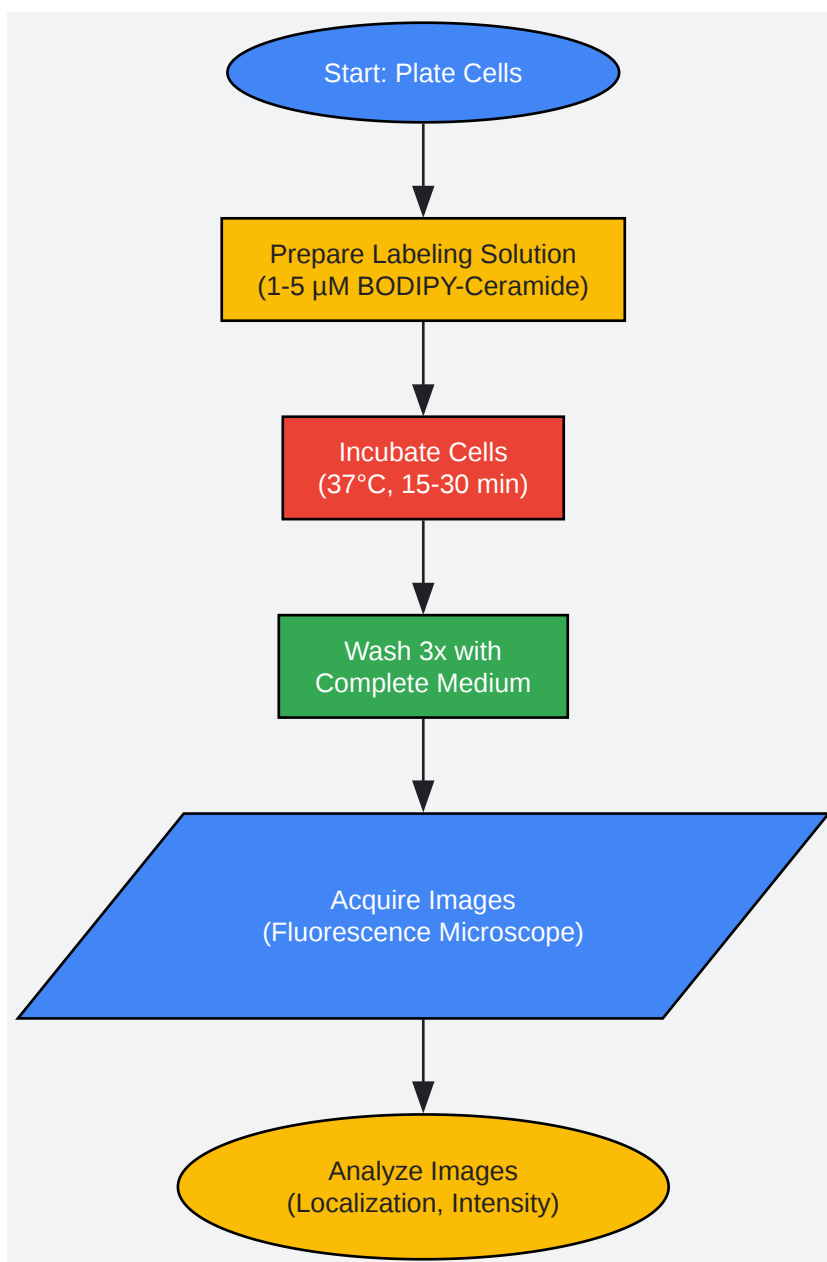 Start: Plate Cells
Prepare Labeling Solution
(1-5 µM BODIPY-Ceramide)
Incubate Cells
(37°C, 15-30 min)
Wash 3x with
Complete Medium
Acquire Images
(Fluorescence Microscope)
Analyze Images
(Localization, Intensity)